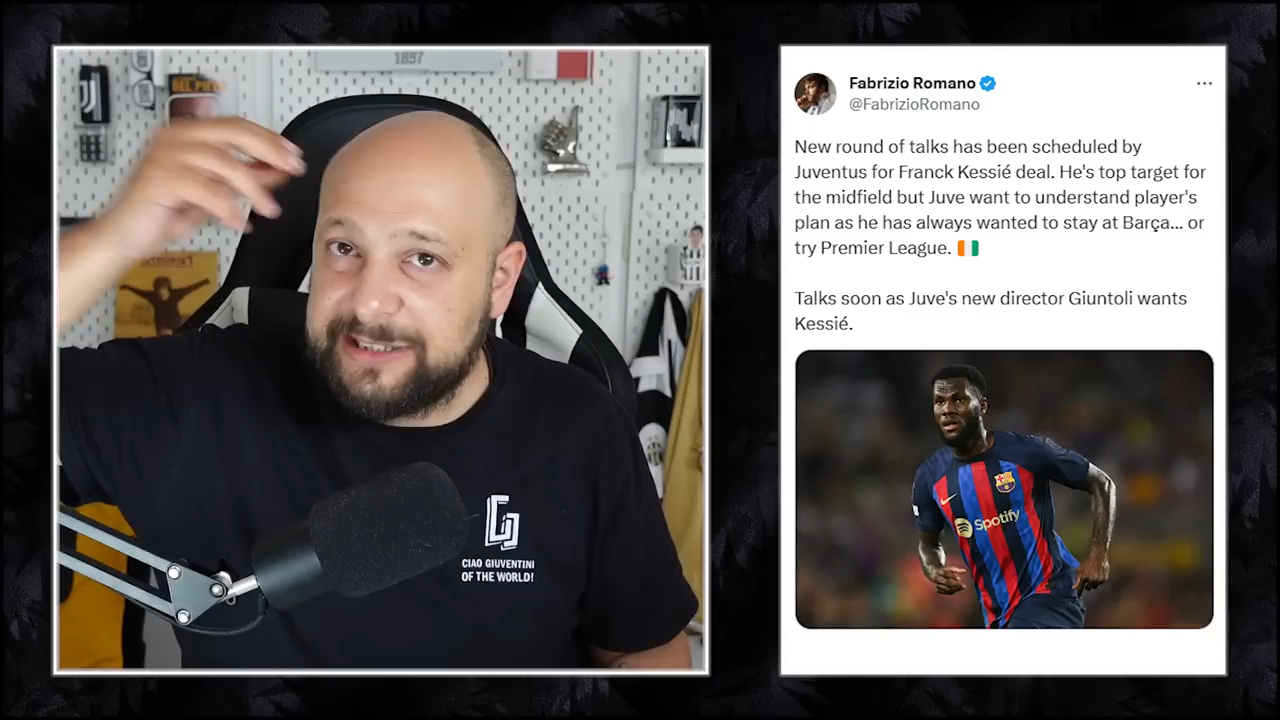 1897
DEL PIERO
CIAO GIUVENTINI
OF THE WORLD!
Fabrizio Romano
@FabrizioRomano
New round of talks has been scheduled by
Juventus for Franck Kessié deal. He's top target for
the midfield but Juve want to understand player's
plan as he has always wanted to stay at Barça... or
try Premier League.
Talks soon as Juve's new director Giuntoli wants
Kessié.
Spotify